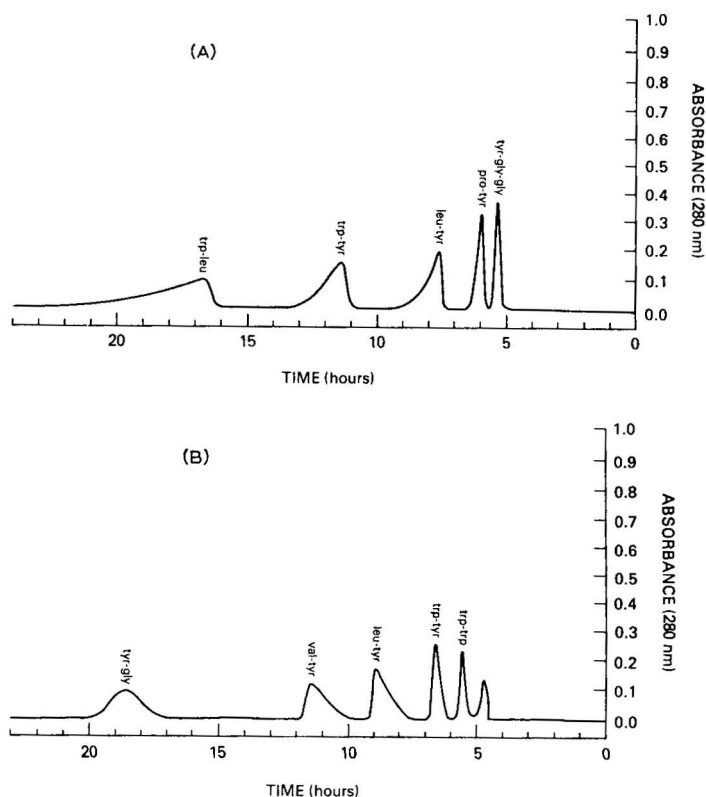 (A)
1.0
0.9
0.8
0.7
0.6
0.5
0.4
0.3
0.2
0.1
0.0
ABSORBANCE (280 nm)
trp-leu
trp-tyr
leu-tyr
pro-tyr
tyr-gly-gly
20 15 10 5 0
TIME (hours)
(B)
1.0
0.9
0.8
0.7
0.6
0.5
0.4
0.3
0.2
0.1
0.0
ABSORBANCE (280 nm)
tyr-gly
val-tyr
leu-tyr
trp-tyr
trp-trp
20 15 10 5 0
TIME (hours)